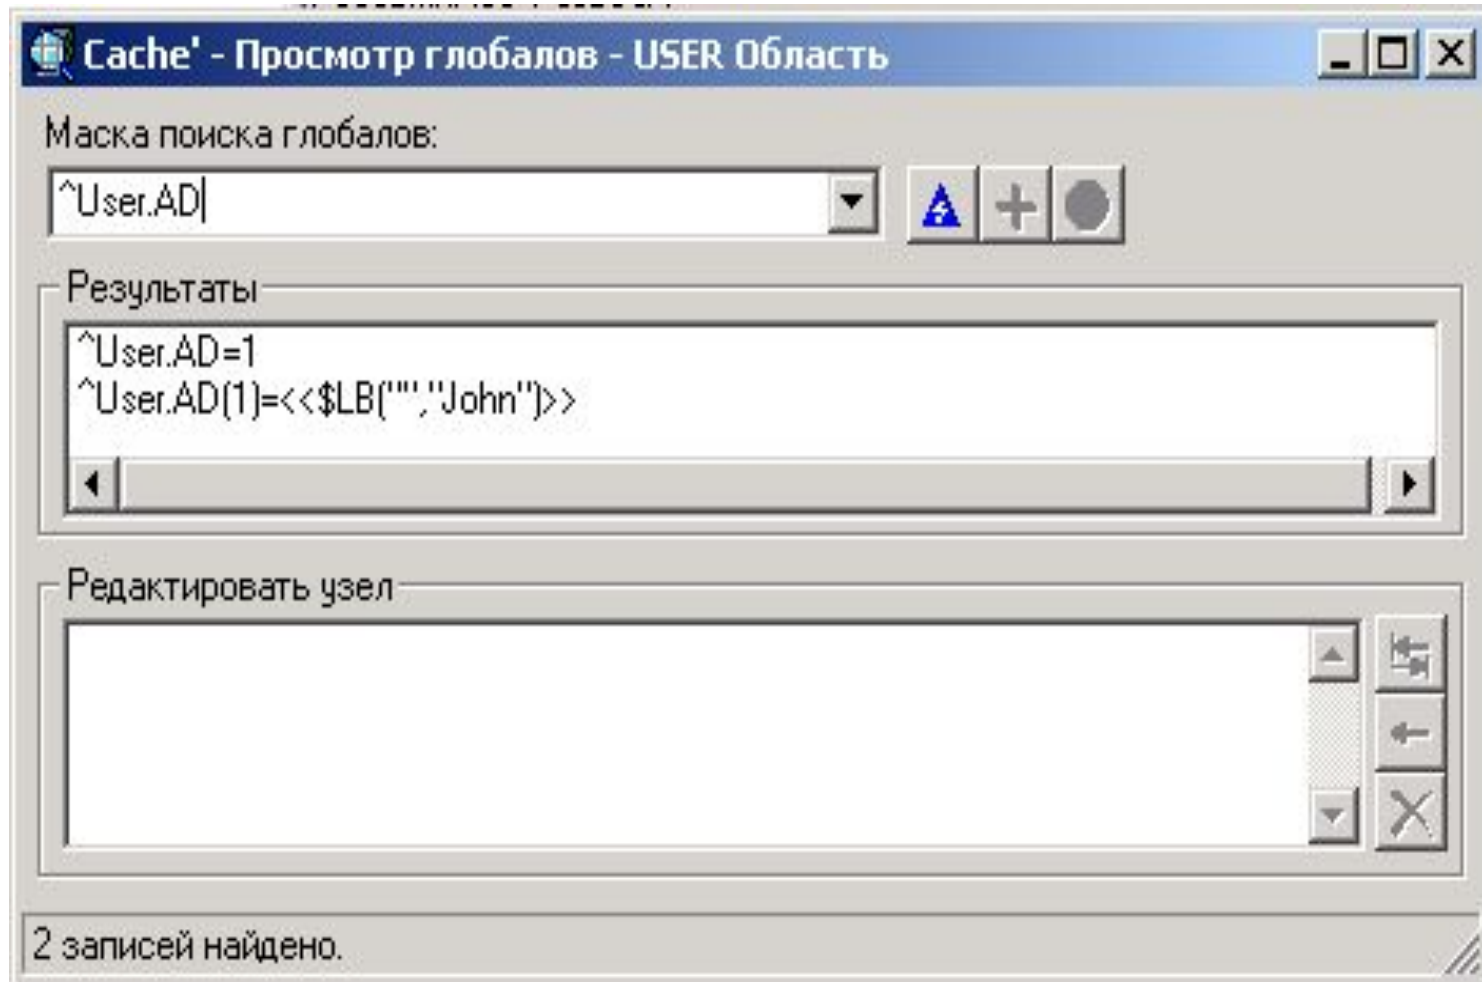 Cache' - Просмотр глобалов - USER Область
Маска поиска глобалов:
^User.AD
Результаты
^User.AD=1
^User.AD(1)=<<$LB("","John")>>
Редактировать узел
2 записей найдено.